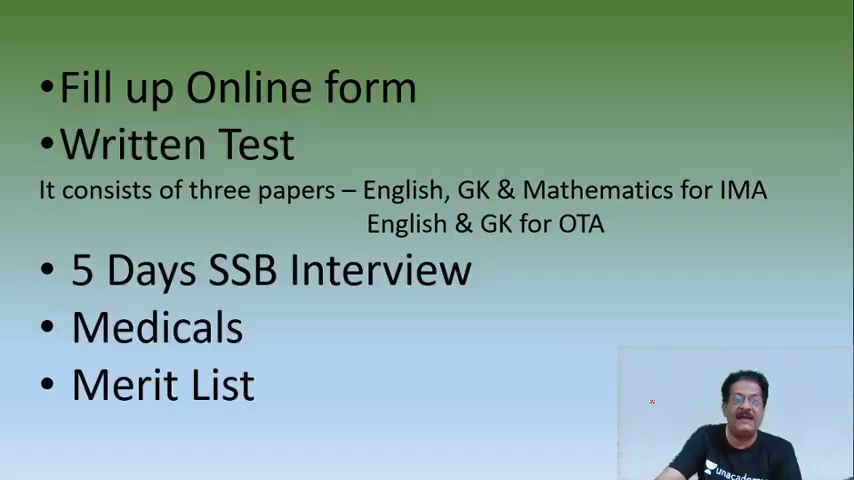 •Fill up Online form
•Written Test
It consists of three papers – English, GK & Mathematics for IMA
English & GK for OTA
• 5 Days SSB Interview
• Medicals
• Merit List
unacademy